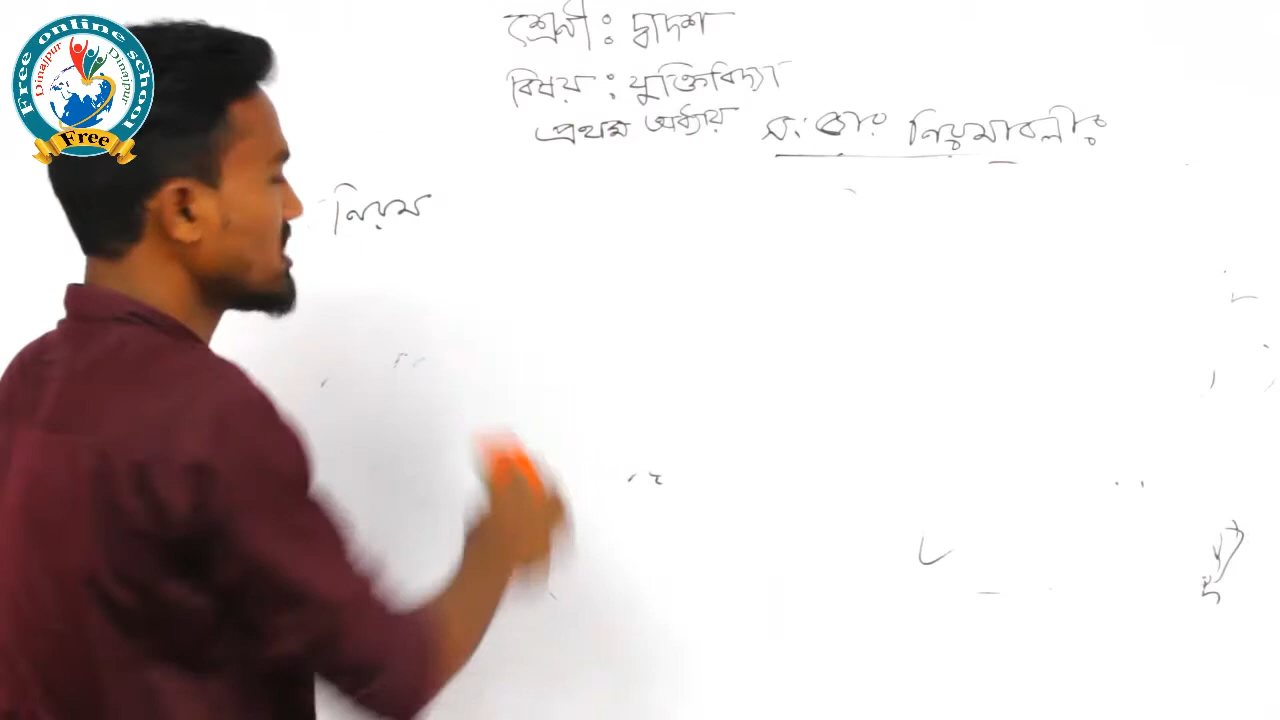 Free online school
Dinajpur Dinajpur
Free
শ্রেণী : দ্বাদশ
বিষয় : যুক্তিবিদ্যা
প্রথম অধ্যায় সংজ্ঞার নিয়মাবলীঃ
নিয়ম